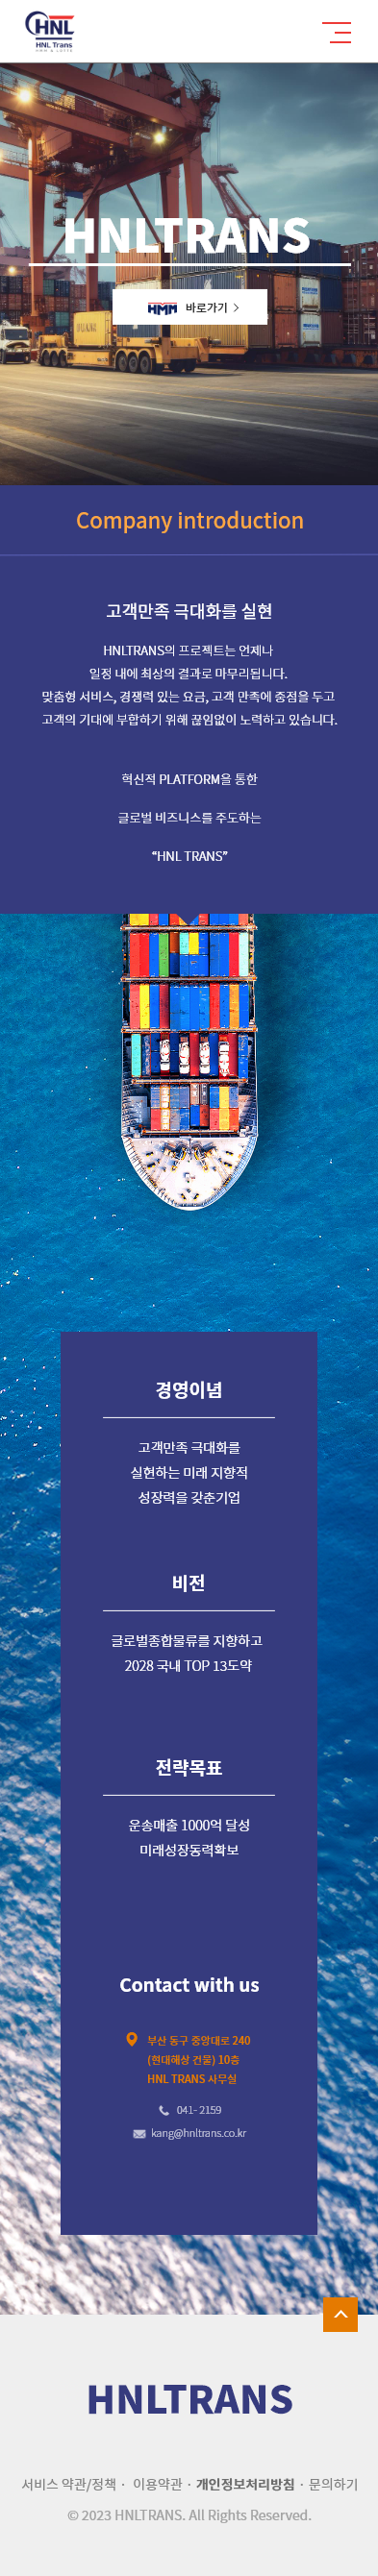 HNL
HNL Trans
HNLTRANS
HMM 바로가기
Company introduction
고객만족 극대화를 실현
HNLTRANS의 프로젝트는 언제나
일정 내에 최상의 결과로 마무리됩니다.
맞춤형 서비스, 경쟁력 있는 요금, 고객 만족에 중점을 두고
고객의 기대에 부합하기 위해 끊임없이 노력하고 있습니다.
혁신적 PLATFORM을 통한
글로벌 비즈니스를 주도하는
“HNL TRANS”
경영이념
고객만족 극대화를
실현하는 미래 지향적
성장력을 갖춘기업
비전
글로벌종합물류를 지향하고
2028 국내 TOP 13도약
전략목표
운송매출 1000억 달성
미래성장동력확보
Contact with us
부산 동구 중앙대로 240
(현대해상 건물) 10층
HNL TRANS 사무실
041- 2159
kang@hnltrans.co.kr
HNLTRANS
서비스 약관/정책 · 이용약관 · 개인정보처리방침 · 문의하기
© 2023 HNLTRANS. All Rights Reserved.